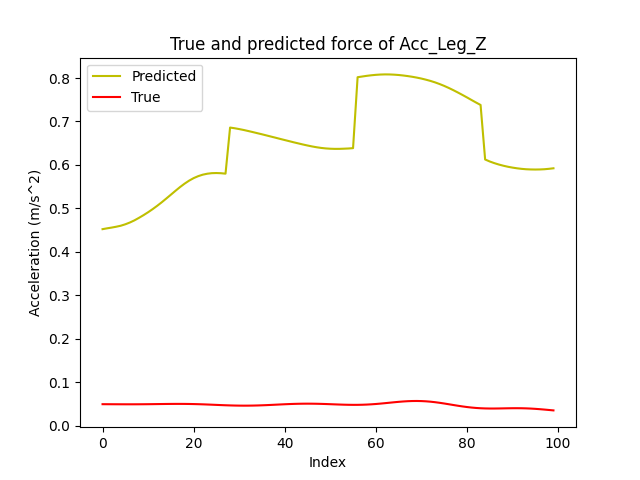 True and predicted force of Acc_Leg_Z
Predicted
True
0.8
0.7
0.6
0.5
0.4
0.3
0.2
0.1
0.0
Acceleration (m/s^2)
0 20 40 60 80 100
Index